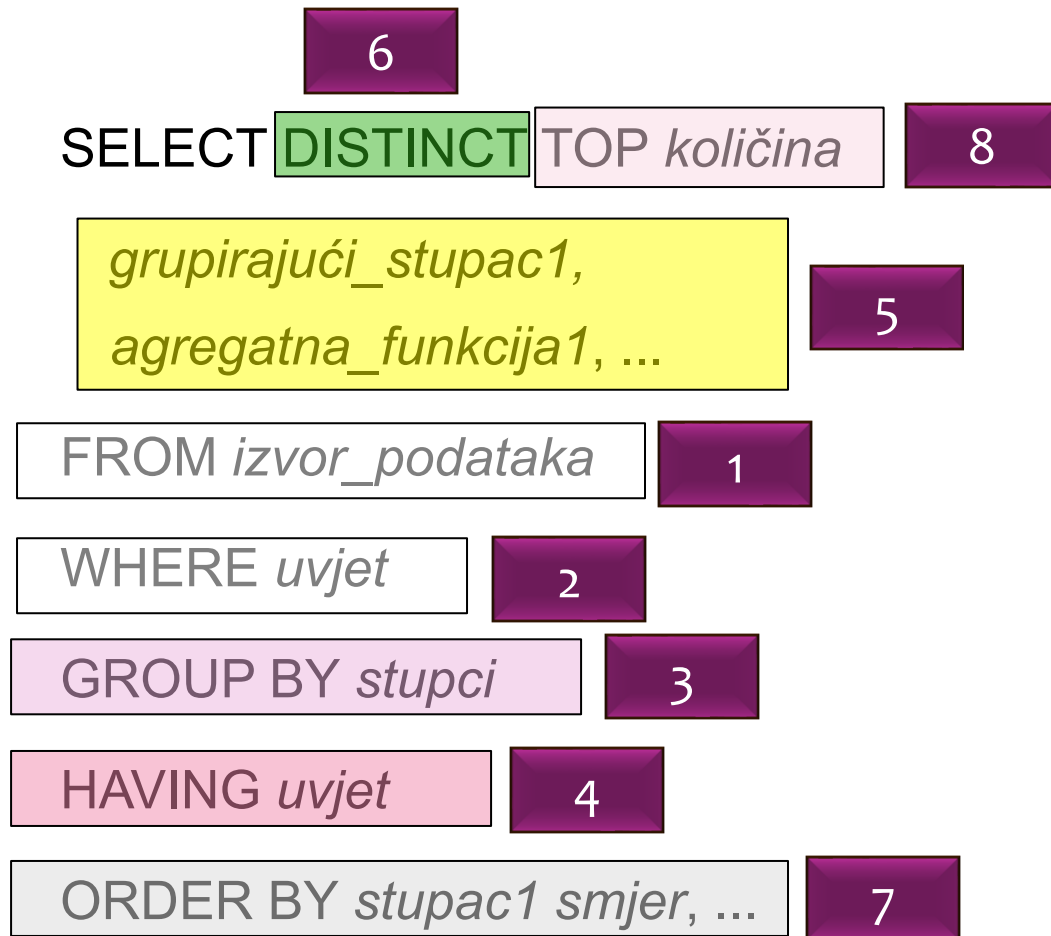 6
SELECT DISTINCT TOP količina 8
grupirajući_stupac1,
agregatna_funkcija1, ... 5
FROM izvor_podataka 1
WHERE uvjet 2
GROUP BY stupci 3
HAVING uvjet 4
ORDER BY stupac1 smjer, ... 7